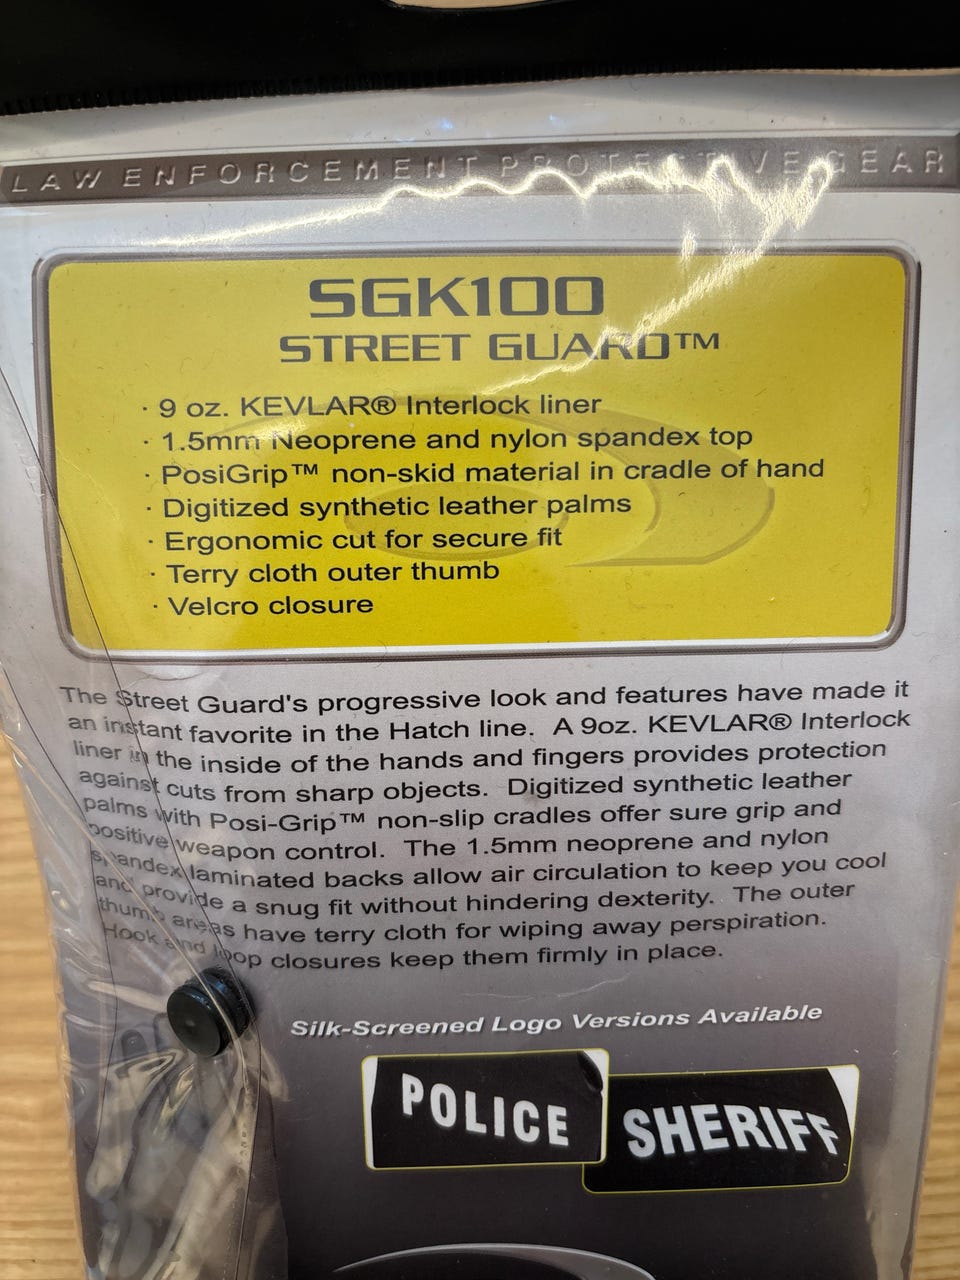 LAW ENFORCEMENT PROTECTIVE GEAR
SGK100
STREET GUARD™
· 9 oz. KEVLAR® Interlock liner
· 1.5mm Neoprene and nylon spandex top
· PosiGrip™ non-skid material in cradle of hand
· Digitized synthetic leather palms
· Ergonomic cut for secure fit
· Terry cloth outer thumb
· Velcro closure
The Street Guard's progressive look and features have made it
an instant favorite in the Hatch line. A 9oz. KEVLAR® Interlock
liner in the inside of the hands and fingers provides protection
against cuts from sharp objects. Digitized synthetic leather
palms with Posi-Grip™ non-slip cradles offer sure grip and
positive weapon control. The 1.5mm neoprene and nylon
spandex laminated backs allow air circulation to keep you cool
and provide a snug fit without hindering dexterity. The outer
thumb areas have terry cloth for wiping away perspiration.
Hook and loop closures keep them firmly in place.
Silk-Screened Logo Versions Available
POLICE
SHERIFF